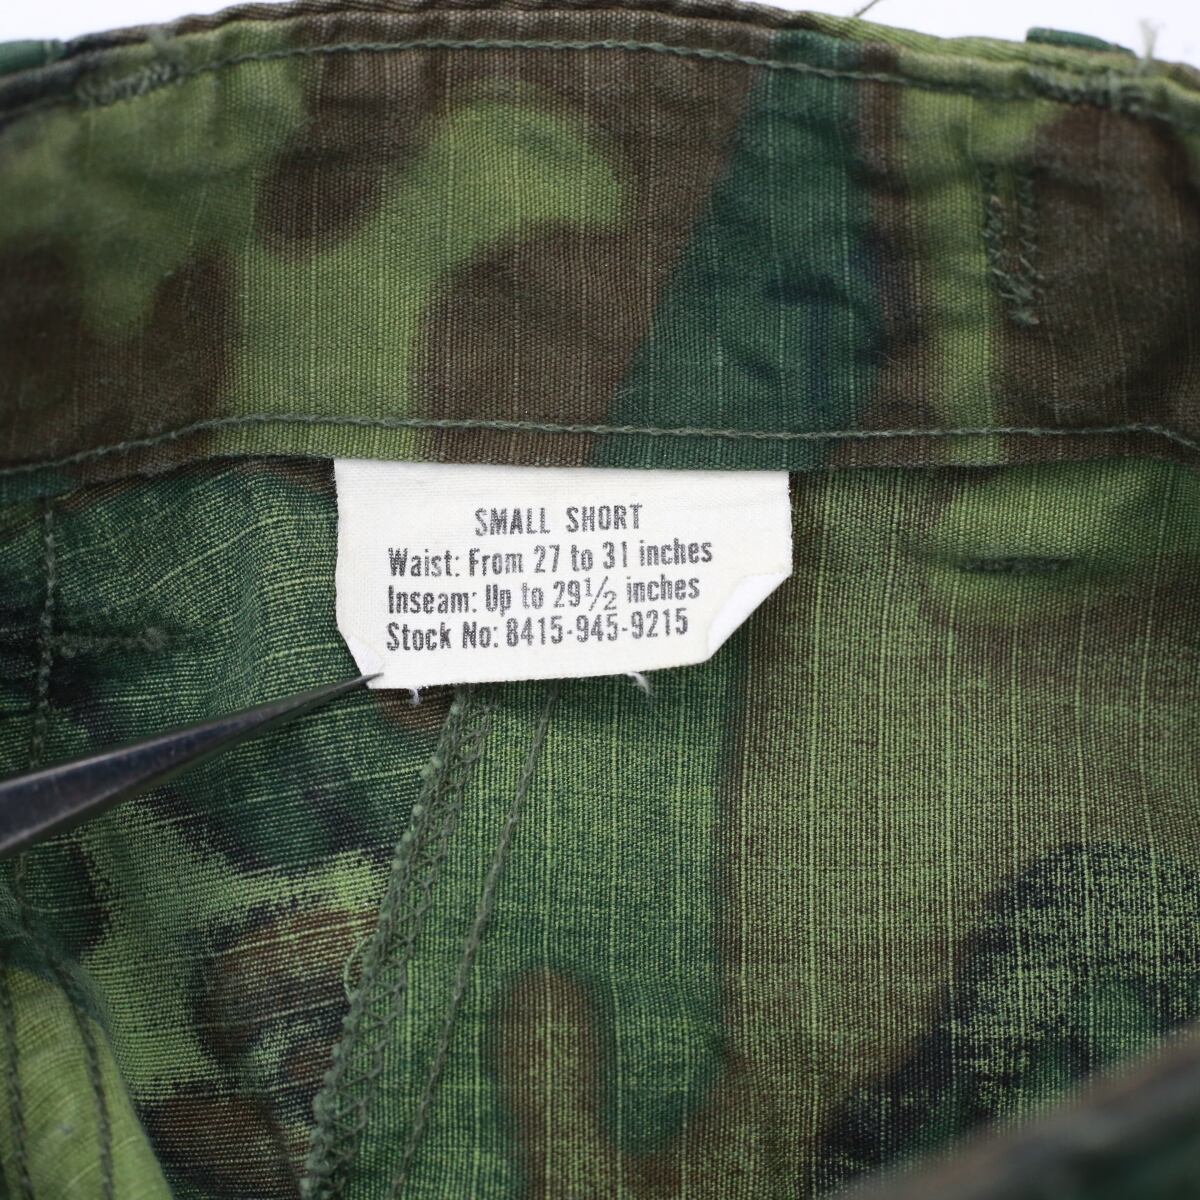 SMALL SHORT
Waist: From 27 to 31 inches
Inseam: Up to 29½ inches
Stock No: 8415-945-9215